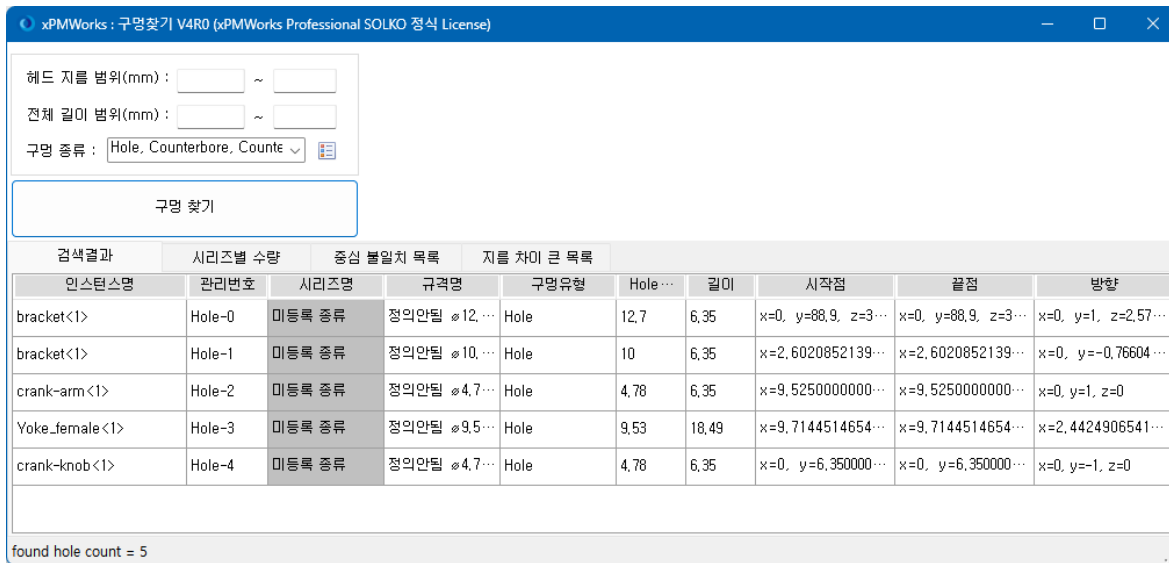 xPMWorks : 구멍찾기 V4R0 (xPMWorks Professional SOLKO 정식 License)
헤드 지름 범위(mm) : ~
전체 길이 범위(mm) : ~
구멍 종류 : Hole, Counterbore, Counte
구멍 찾기
검색결과 시리즈별 수량 중심 불일치 목록 지름 차이 큰 목록
인스턴스명 관리번호 시리즈명 규격명 구멍유형 Hole… 길이 시작점 끝점 방향
bracket<1> Hole-0 미등록 종류 정의안됨 ⌀12,… Hole 12,7 6,35 x=0, y=88,9, z=3… x=0, y=88,9, z=3… x=0, y=1, z=2,57…
bracket<1> Hole-1 미등록 종류 정의안됨 ⌀10,… Hole 10 6,35 x=2,6020852139… x=2,6020852139… x=0, y=-0,76604…
crank-arm<1> Hole-2 미등록 종류 정의안됨 ⌀4,7… Hole 4,78 6,35 x=9,5250000000… x=9,5250000000… x=0, y=1, z=0
Yoke_female<1> Hole-3 미등록 종류 정의안됨 ⌀9,5… Hole 9,53 18,49 x=9,7144514654… x=9,7144514654… x=2,4424906541…
crank-knob<1> Hole-4 미등록 종류 정의안됨 ⌀4,7… Hole 4,78 6,35 x=0, y=6,350000… x=0, y=6,350000… x=0, y=-1, z=0
found hole count = 5